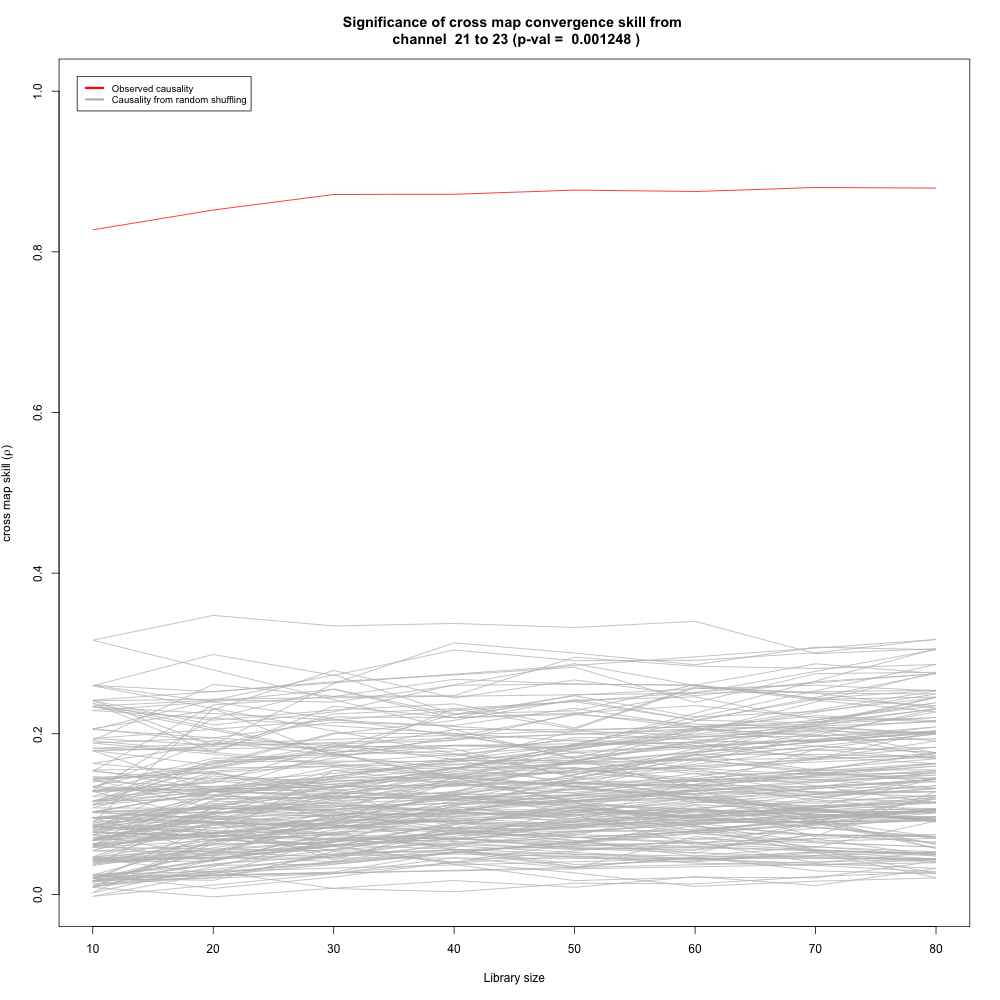 Significance of cross map convergence skill from
channel  21 to 23 (p-val =  0.001248 )
Observed causality
Causality from random shuffling
1.0
0.8
0.6
0.4
0.2
0.0
cross map skill (ρ)
10 20 30 40 50 60 70 80
Library size